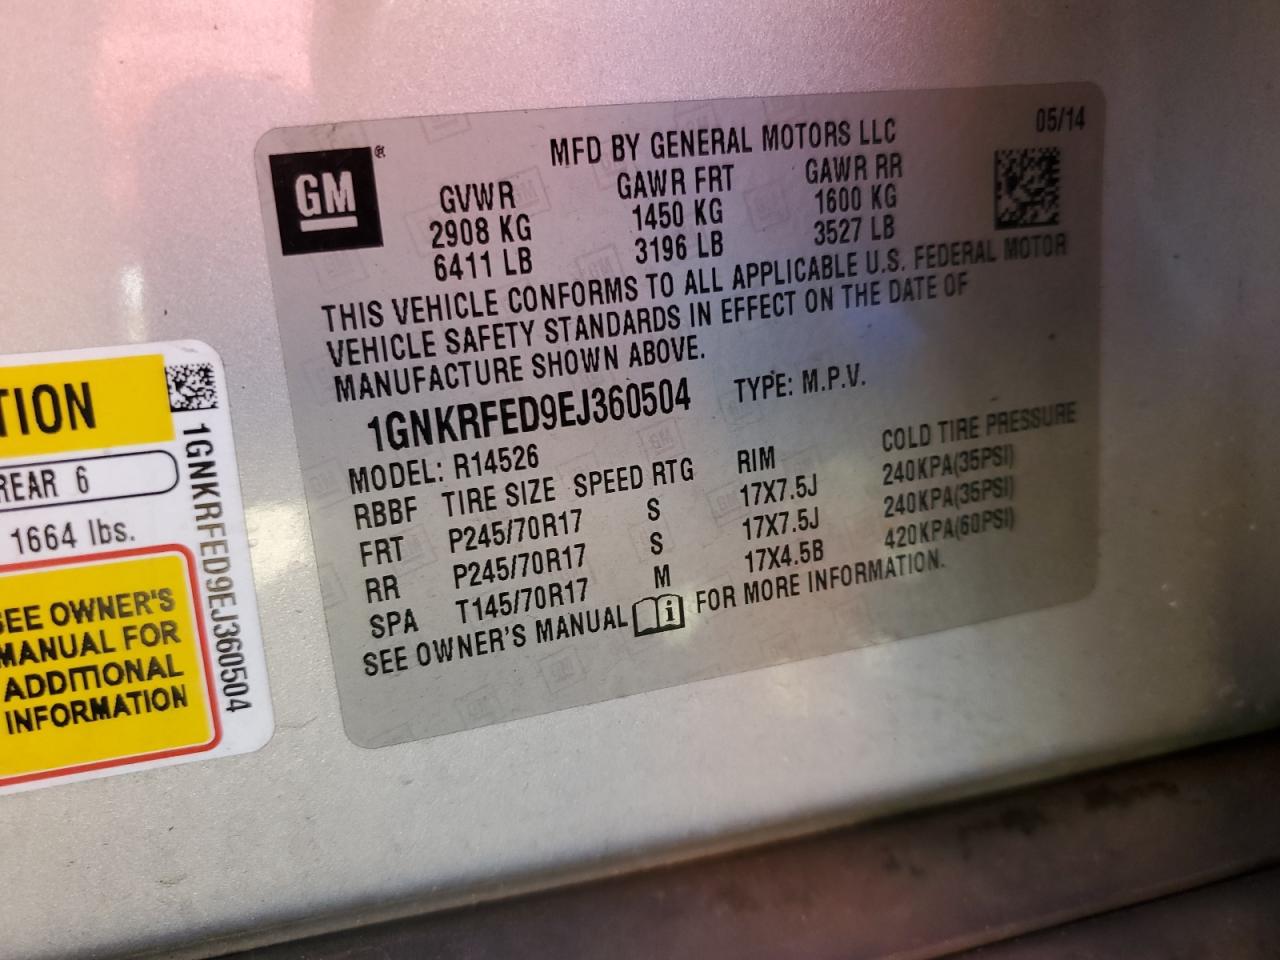 GM ®
MFD BY GENERAL MOTORS LLC
05/14
GVWR GAWR FRT GAWR RR
2908 KG 1450 KG 1600 KG
6411 LB 3196 LB 3527 LB
THIS VEHICLE CONFORMS TO ALL APPLICABLE U.S. FEDERAL MOTOR
VEHICLE SAFETY STANDARDS IN EFFECT ON THE DATE OF
MANUFACTURE SHOWN ABOVE.
1GNKRFED9EJ360504 TYPE: M.P.V.
MODEL: R14526
RBBF TIRE SIZE SPEED RTG RIM COLD TIRE PRESSURE
FRT P245/70R17 S 17X7.5J 240KPA(35PSI)
RR P245/70R17 S 17X7.5J 240KPA(35PSI)
SPA T145/70R17 M 17X4.5B 420KPA(60PSI)
SEE OWNER'S MANUAL i FOR MORE INFORMATION.
TION
REAR 6
1664 lbs.
SEE OWNER'S
MANUAL FOR
ADDITIONAL
INFORMATION
1GNKRFED9EJ360504